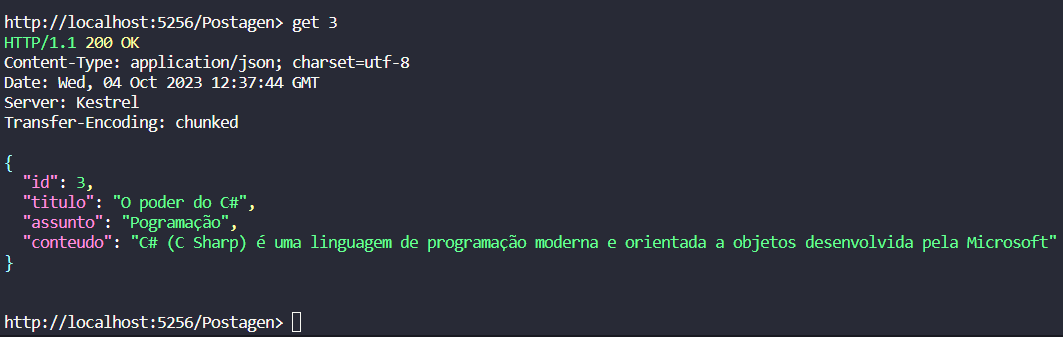 http://localhost:5256/Postagen> get 3
HTTP/1.1 200 OK
Content-Type: application/json; charset=utf-8
Date: Wed, 04 Oct 2023 12:37:44 GMT
Server: Kestrel
Transfer-Encoding: chunked
{
"id": 3,
"titulo": "O poder do C#",
"assunto": "Pogramação",
"conteudo": "C# (C Sharp) é uma linguagem de programação moderna e orientada a objetos desenvolvida pela Microsoft"
}
http://localhost:5256/Postagen>